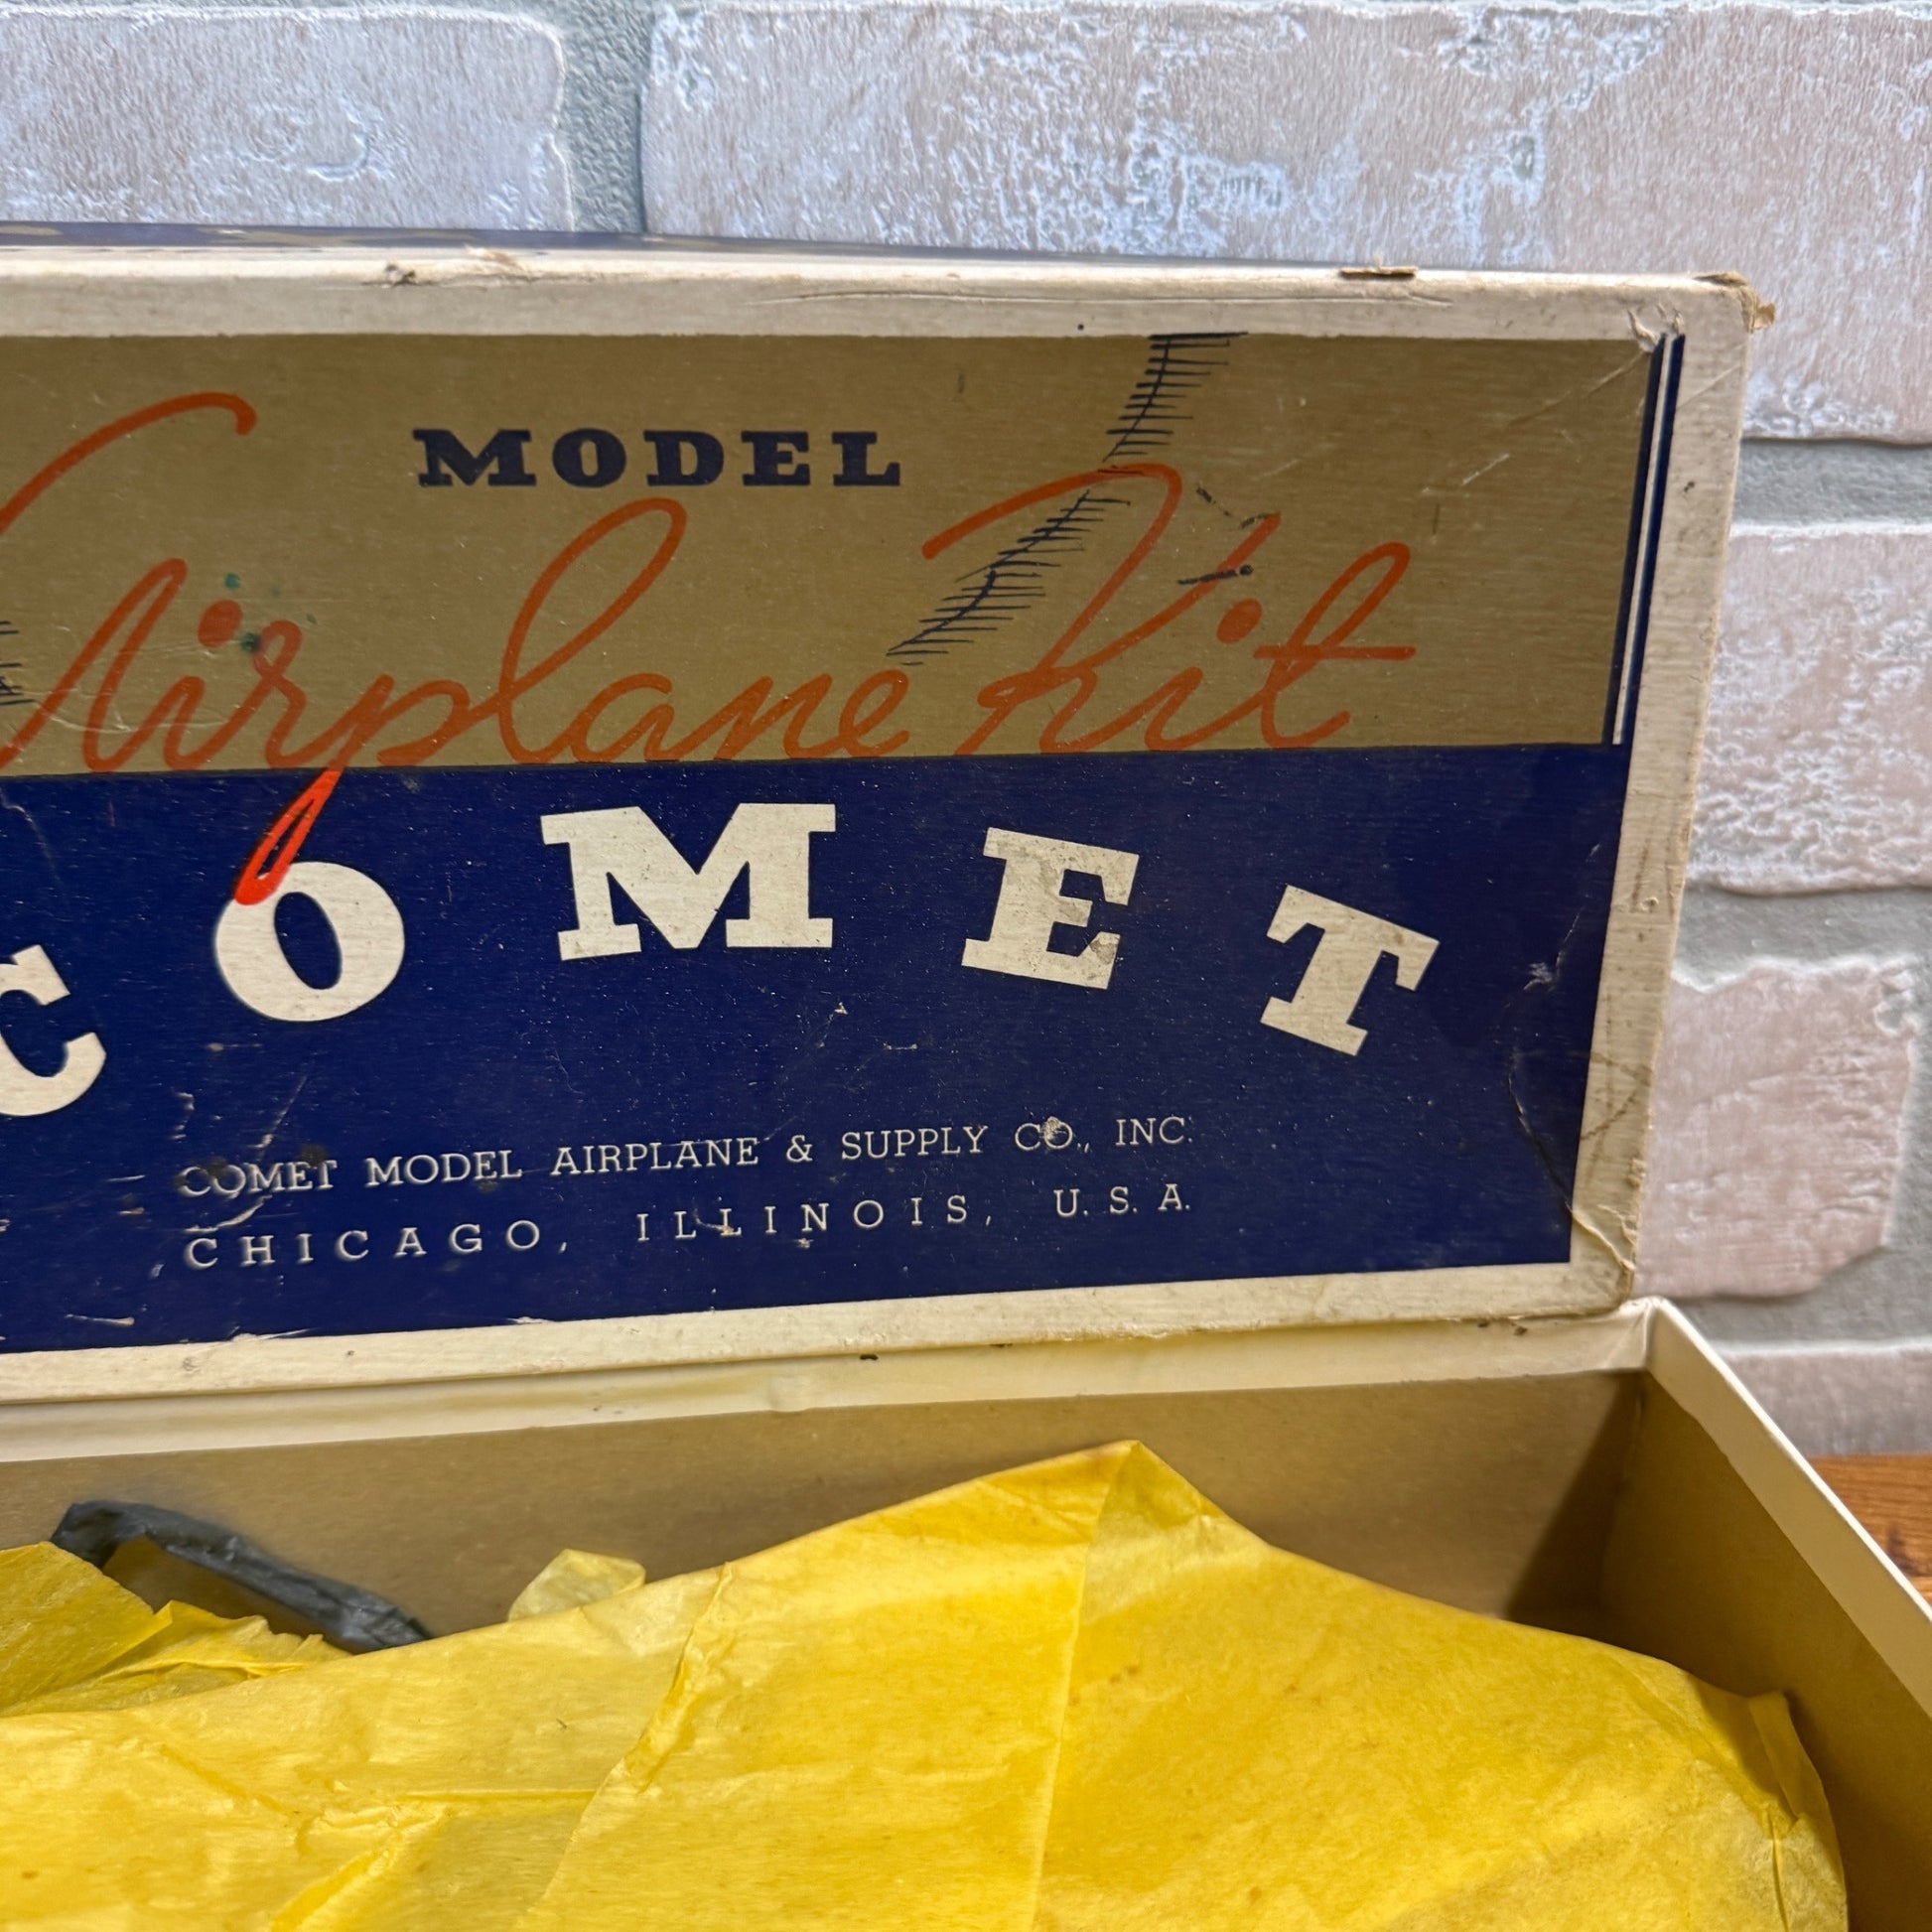 MODEL
Airplane Kit
COMET
COMET MODEL AIRPLANE & SUPPLY CO., INC.
CHICAGO, ILLINOIS, U.S.A.